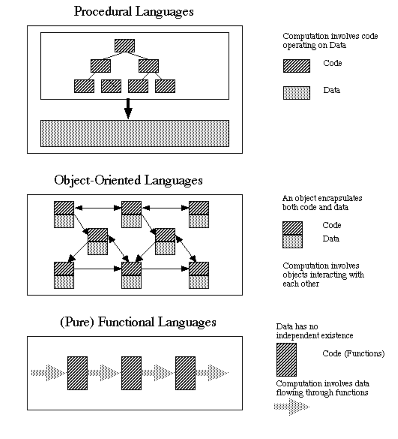 Procedural Languages
Computation involves code
operating on Data
Code
Data
Object-Oriented Languages
An object encapsulates
both code and data
Code
Data
Computation involves
objects interacting with
each other
(Pure) Functional Languages
Data has no
independent existence
Code (Functions)
Computation involves data
flowing through functions